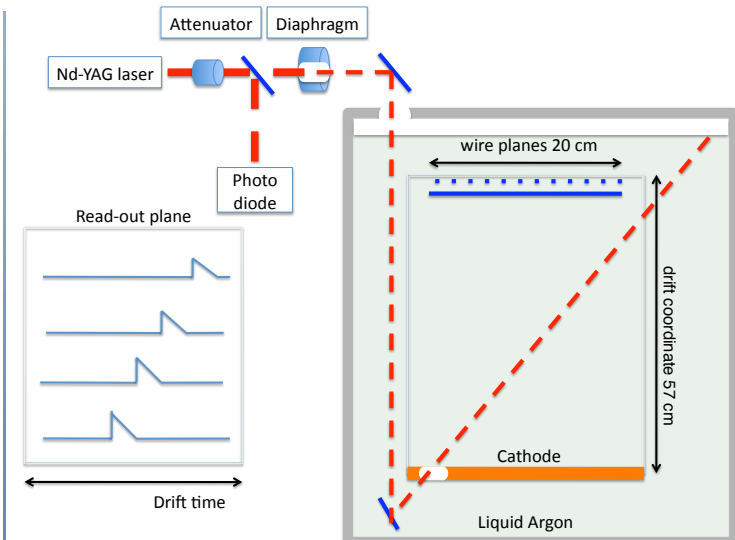 Attenuator
Diaphragm
Nd-YAG laser
Photo
diode
wire planes 20 cm
drift coordinate 57 cm
Read-out plane
Drift time
Cathode
Liquid Argon